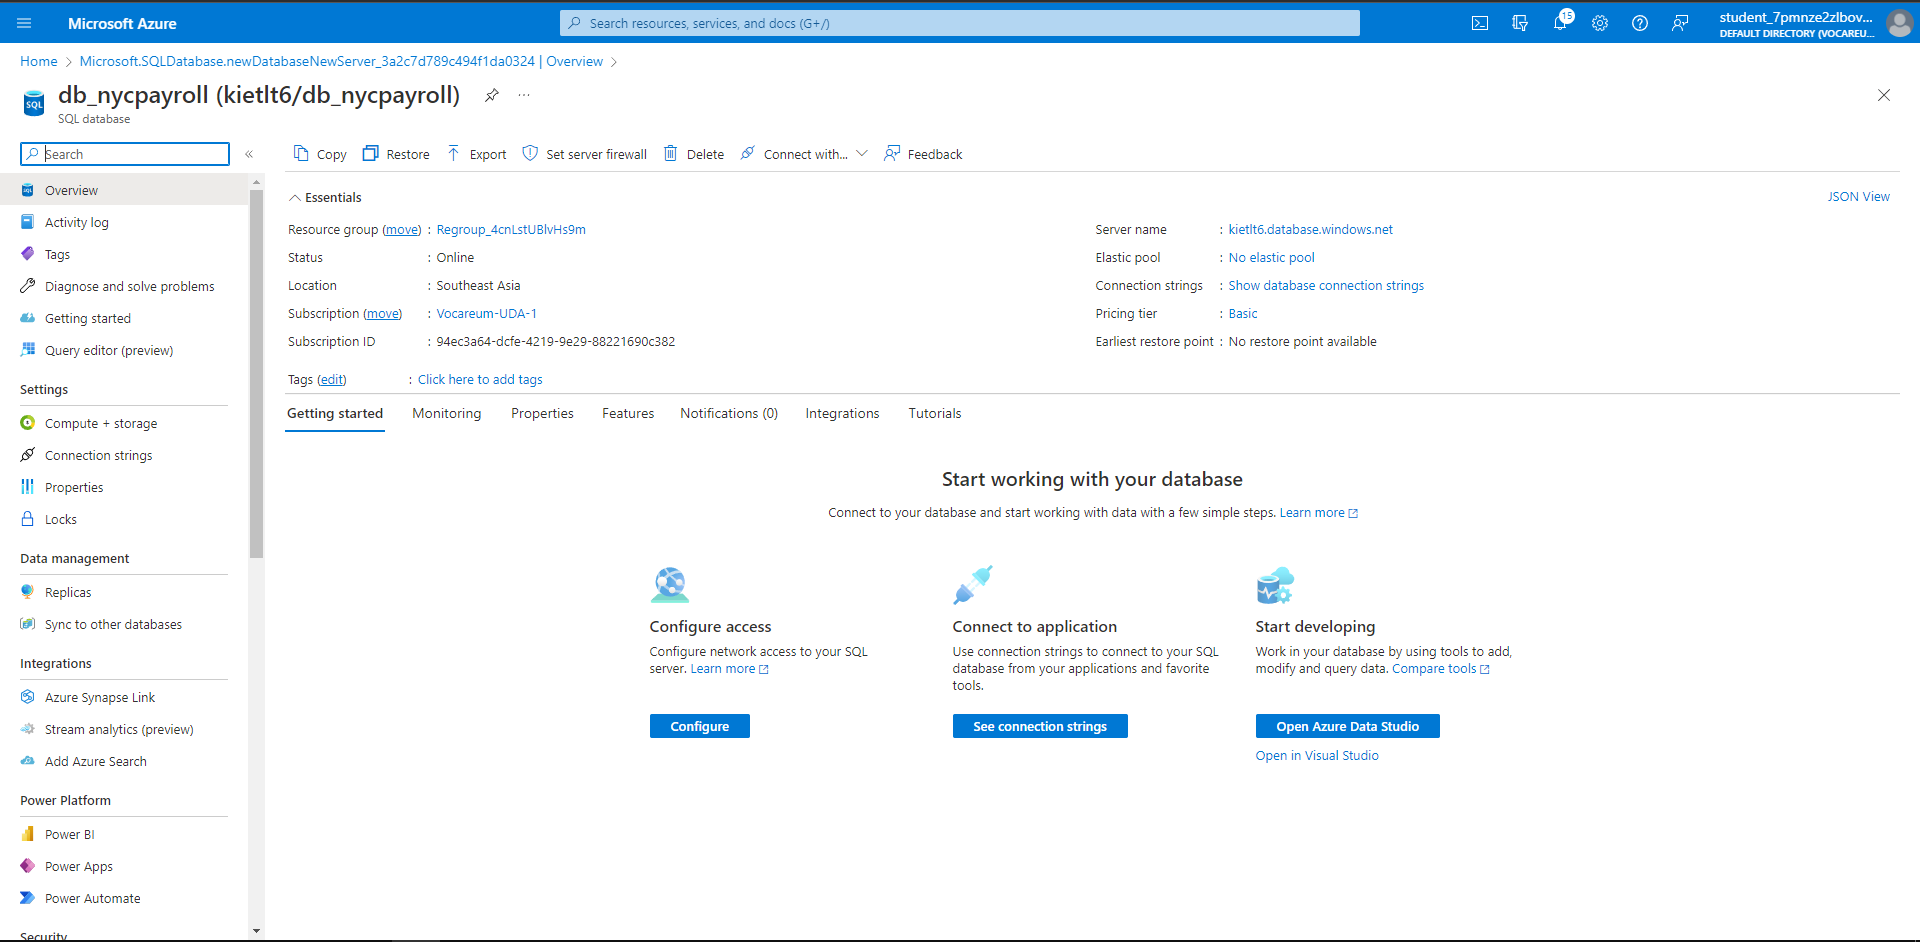 Microsoft Azure
Search resources, services, and docs (G+/)
15
student_7pmnze2zlbov...
DEFAULT DIRECTORY (VOCAREU...
Home > Microsoft.SQLDatabase.newDatabaseNewServer_3a2c7d789c494f1da0324 | Overview >
SQL
db_nycpayroll (kietlt6/db_nycpayroll)
SQL database
Search
«
Overview
Activity log
Tags
Diagnose and solve problems
Getting started
Query editor (preview)
Settings
Compute + storage
Connection strings
Properties
Locks
Data management
Replicas
Sync to other databases
Integrations
Azure Synapse Link
Stream analytics (preview)
Add Azure Search
Power Platform
Power BI
Power Apps
Power Automate
Security
Copy Restore Export Set server firewall Delete Connect with... Feedback
Essentials
JSON View
Resource group (move) : Regroup_4cnLstUBlvHs9m
Status : Online
Location : Southeast Asia
Subscription (move) : Vocareum-UDA-1
Subscription ID : 94ec3a64-dcfe-4219-9e29-88221690c382
Server name : kietlt6.database.windows.net
Elastic pool : No elastic pool
Connection strings : Show database connection strings
Pricing tier : Basic
Earliest restore point : No restore point available
Tags (edit) : Click here to add tags
Getting started Monitoring Properties Features Notifications (0) Integrations Tutorials
Start working with your database
Connect to your database and start working with data with a few simple steps. Learn more
Configure access
Configure network access to your SQL
server. Learn more
Configure
Connect to application
Use connection strings to connect to your SQL
database from your applications and favorite
tools.
See connection strings
Start developing
Work in your database by using tools to add,
modify and query data. Compare tools
Open Azure Data Studio
Open in Visual Studio